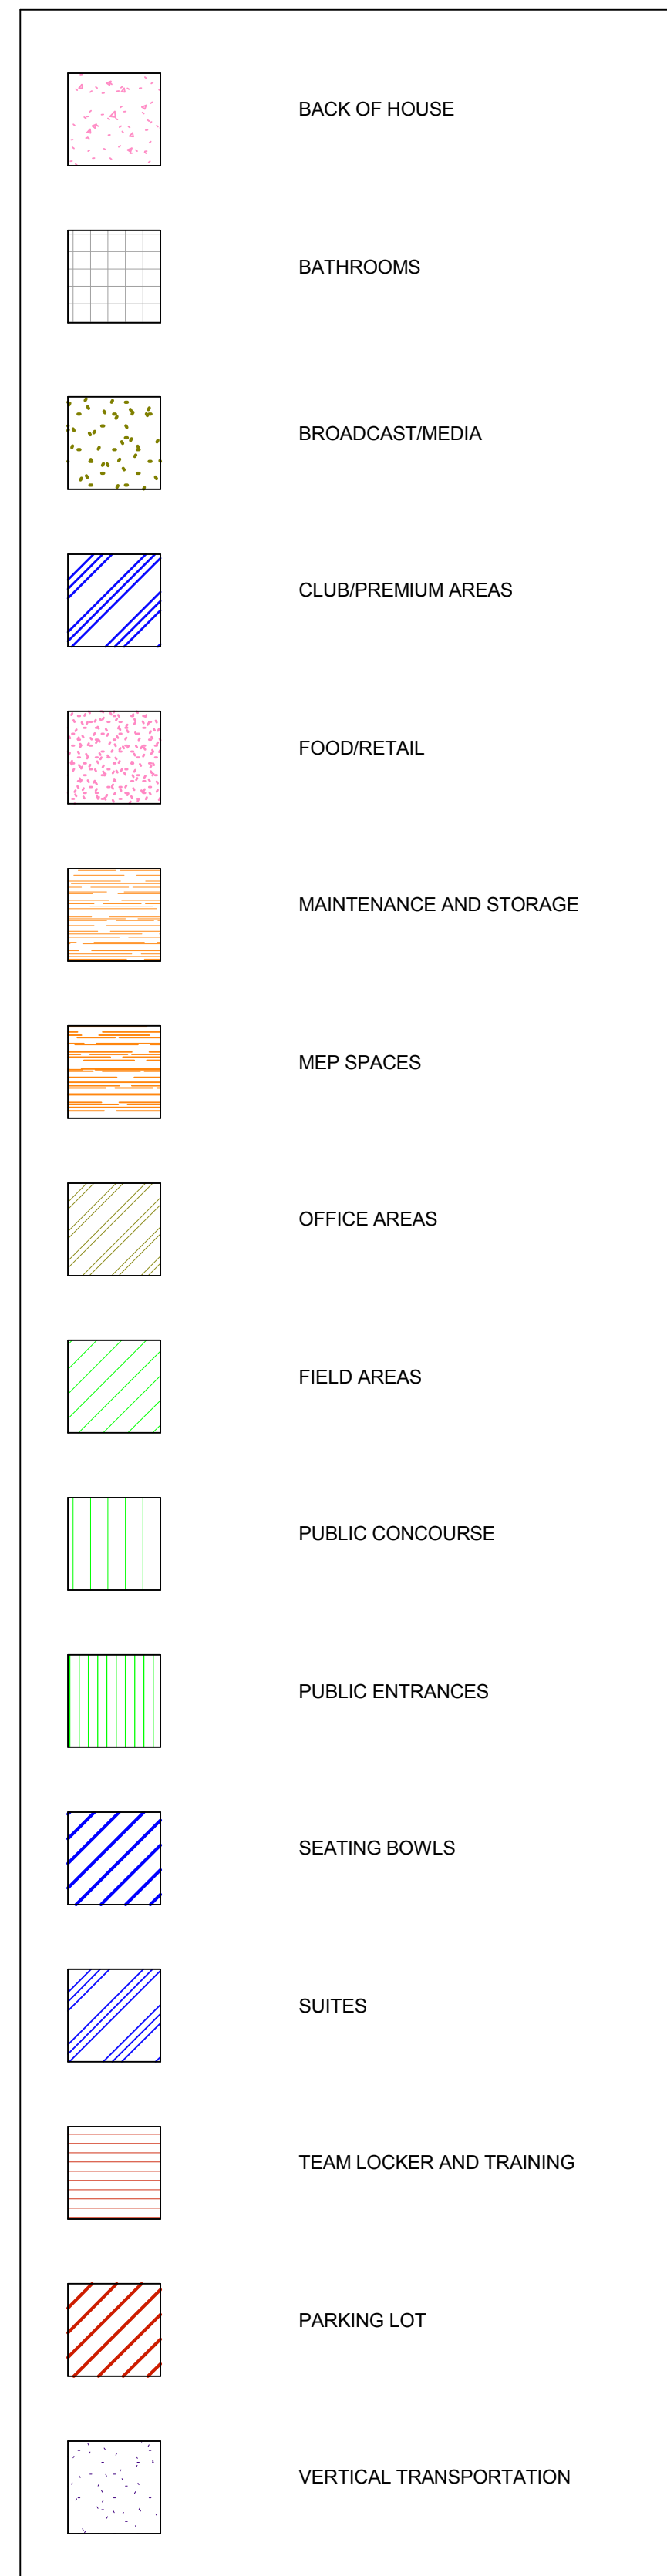 BACK OF HOUSE
BATHROOMS
BROADCAST/MEDIA
CLUB/PREMIUM AREAS
FOOD/RETAIL
MAINTENANCE AND STORAGE
MEP SPACES
OFFICE AREAS
FIELD AREAS
PUBLIC CONCOURSE
PUBLIC ENTRANCES
SEATING BOWLS
SUITES
TEAM LOCKER AND TRAINING
PARKING LOT
VERTICAL TRANSPORTATION